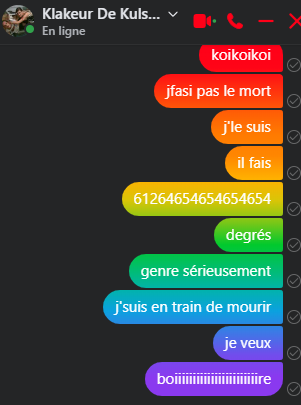 Klakeur De Kuls...
En ligne
koikoikoi
jfasi pas le mort
j'le suis
il fais
61264654654654654
degrés
genre sérieusement
j'suis en train de mourir
je veux
boiiiiiiiiiiiiiiiiiiiiiiire